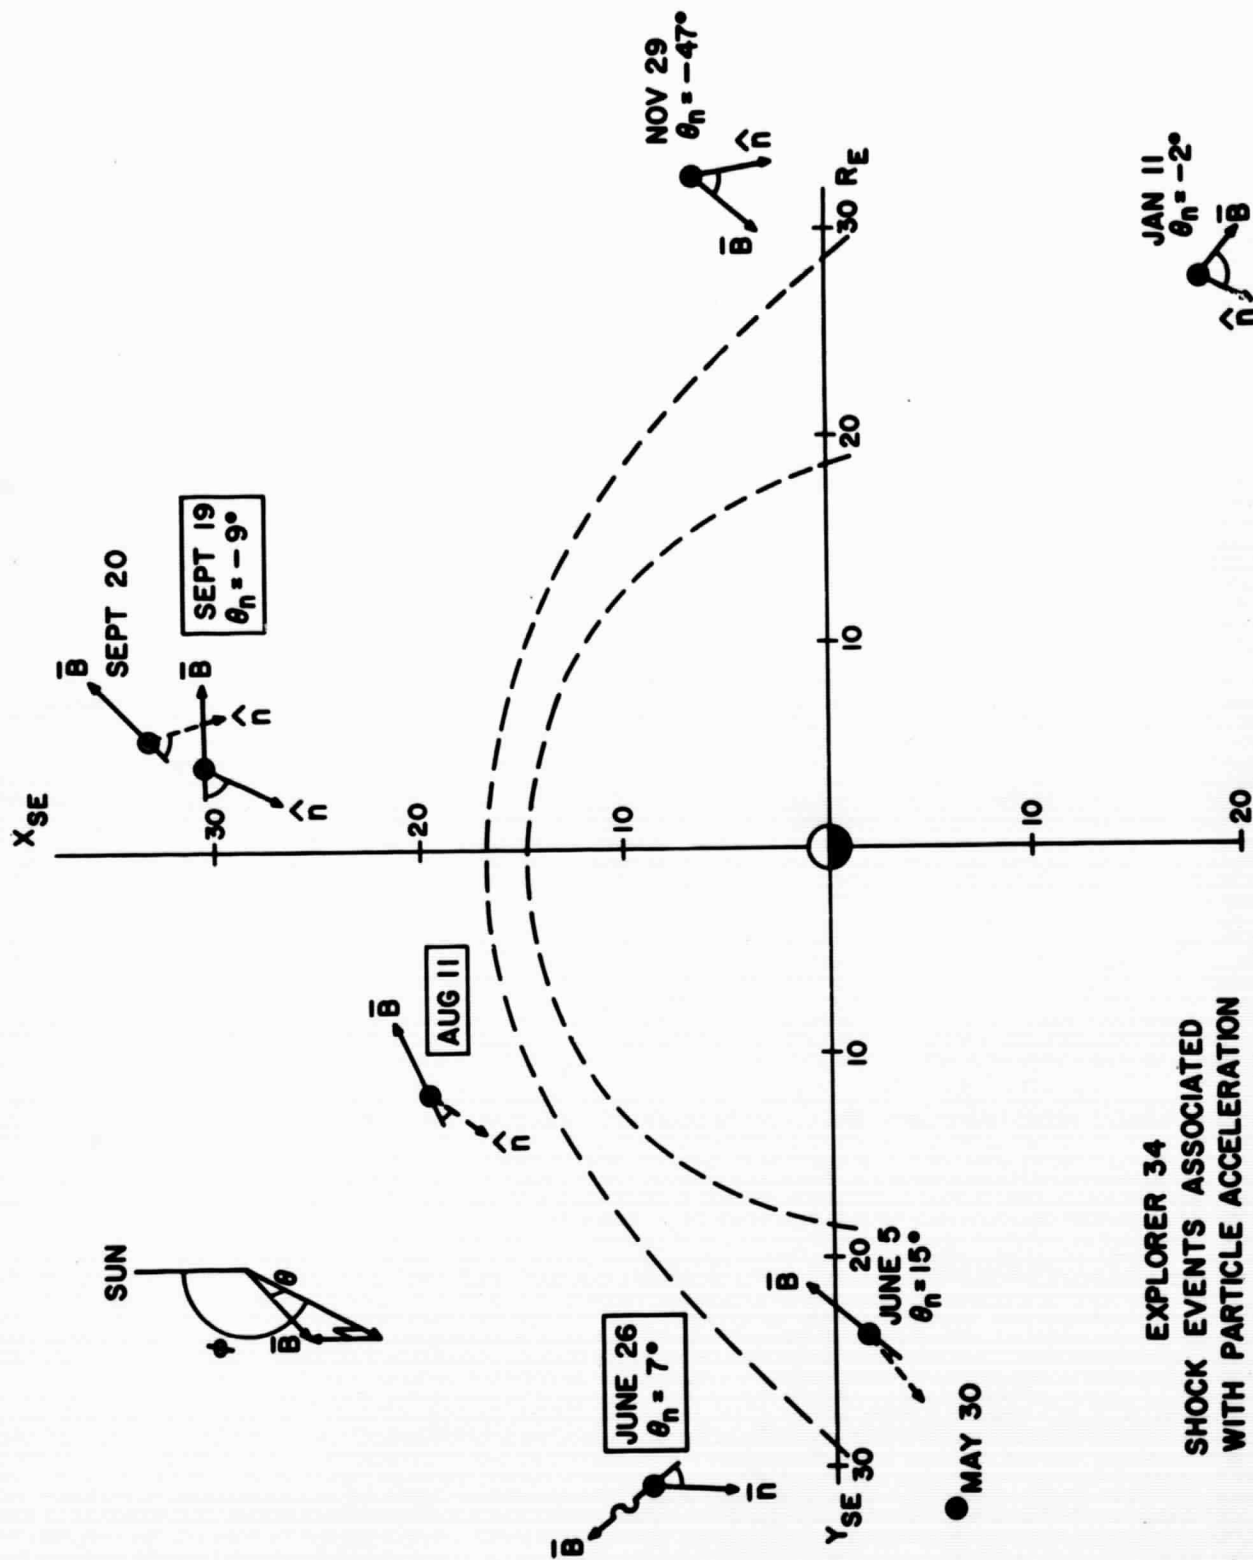 X_SE
SUN
ϕ
B̄
θ
B̄
SEPT 20
n̂
SEPT 19
θn = -9°
B̄
n̂
AUG 11
B̄
n̂
JUNE 26
θn = 7°
B̄
n̄
NOV 29
θn = -47°
B̄
n̂
JAN 11
θn = -2°
B̄
n̂
JUNE 5
θn = 15°
B̄
MAY 30
30
20
10
10
20
Y_SE 30
20
10
10
20
30 R_E
EXPLORER 34
SHOCK EVENTS ASSOCIATED
WITH PARTICLE ACCELERATION